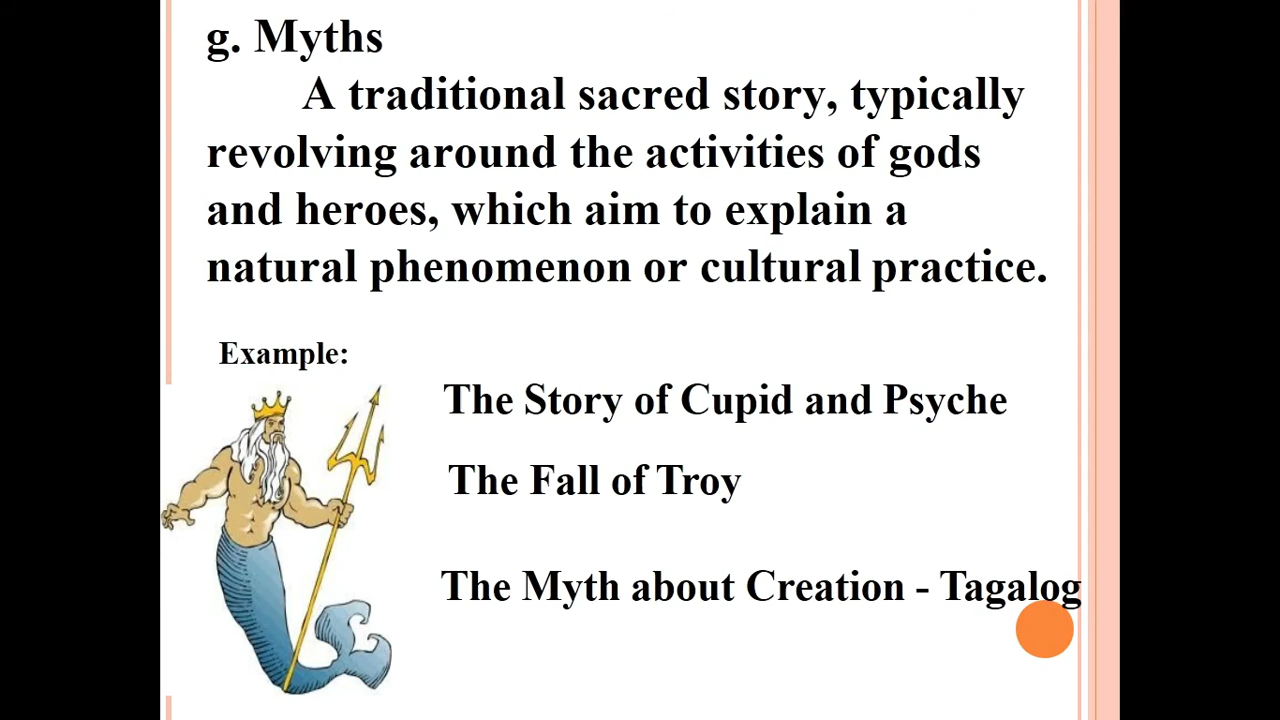 g. Myths
A traditional sacred story, typically
revolving around the activities of gods
and heroes, which aim to explain a
natural phenomenon or cultural practice.
Example:
The Story of Cupid and Psyche
The Fall of Troy
The Myth about Creation - Tagalog